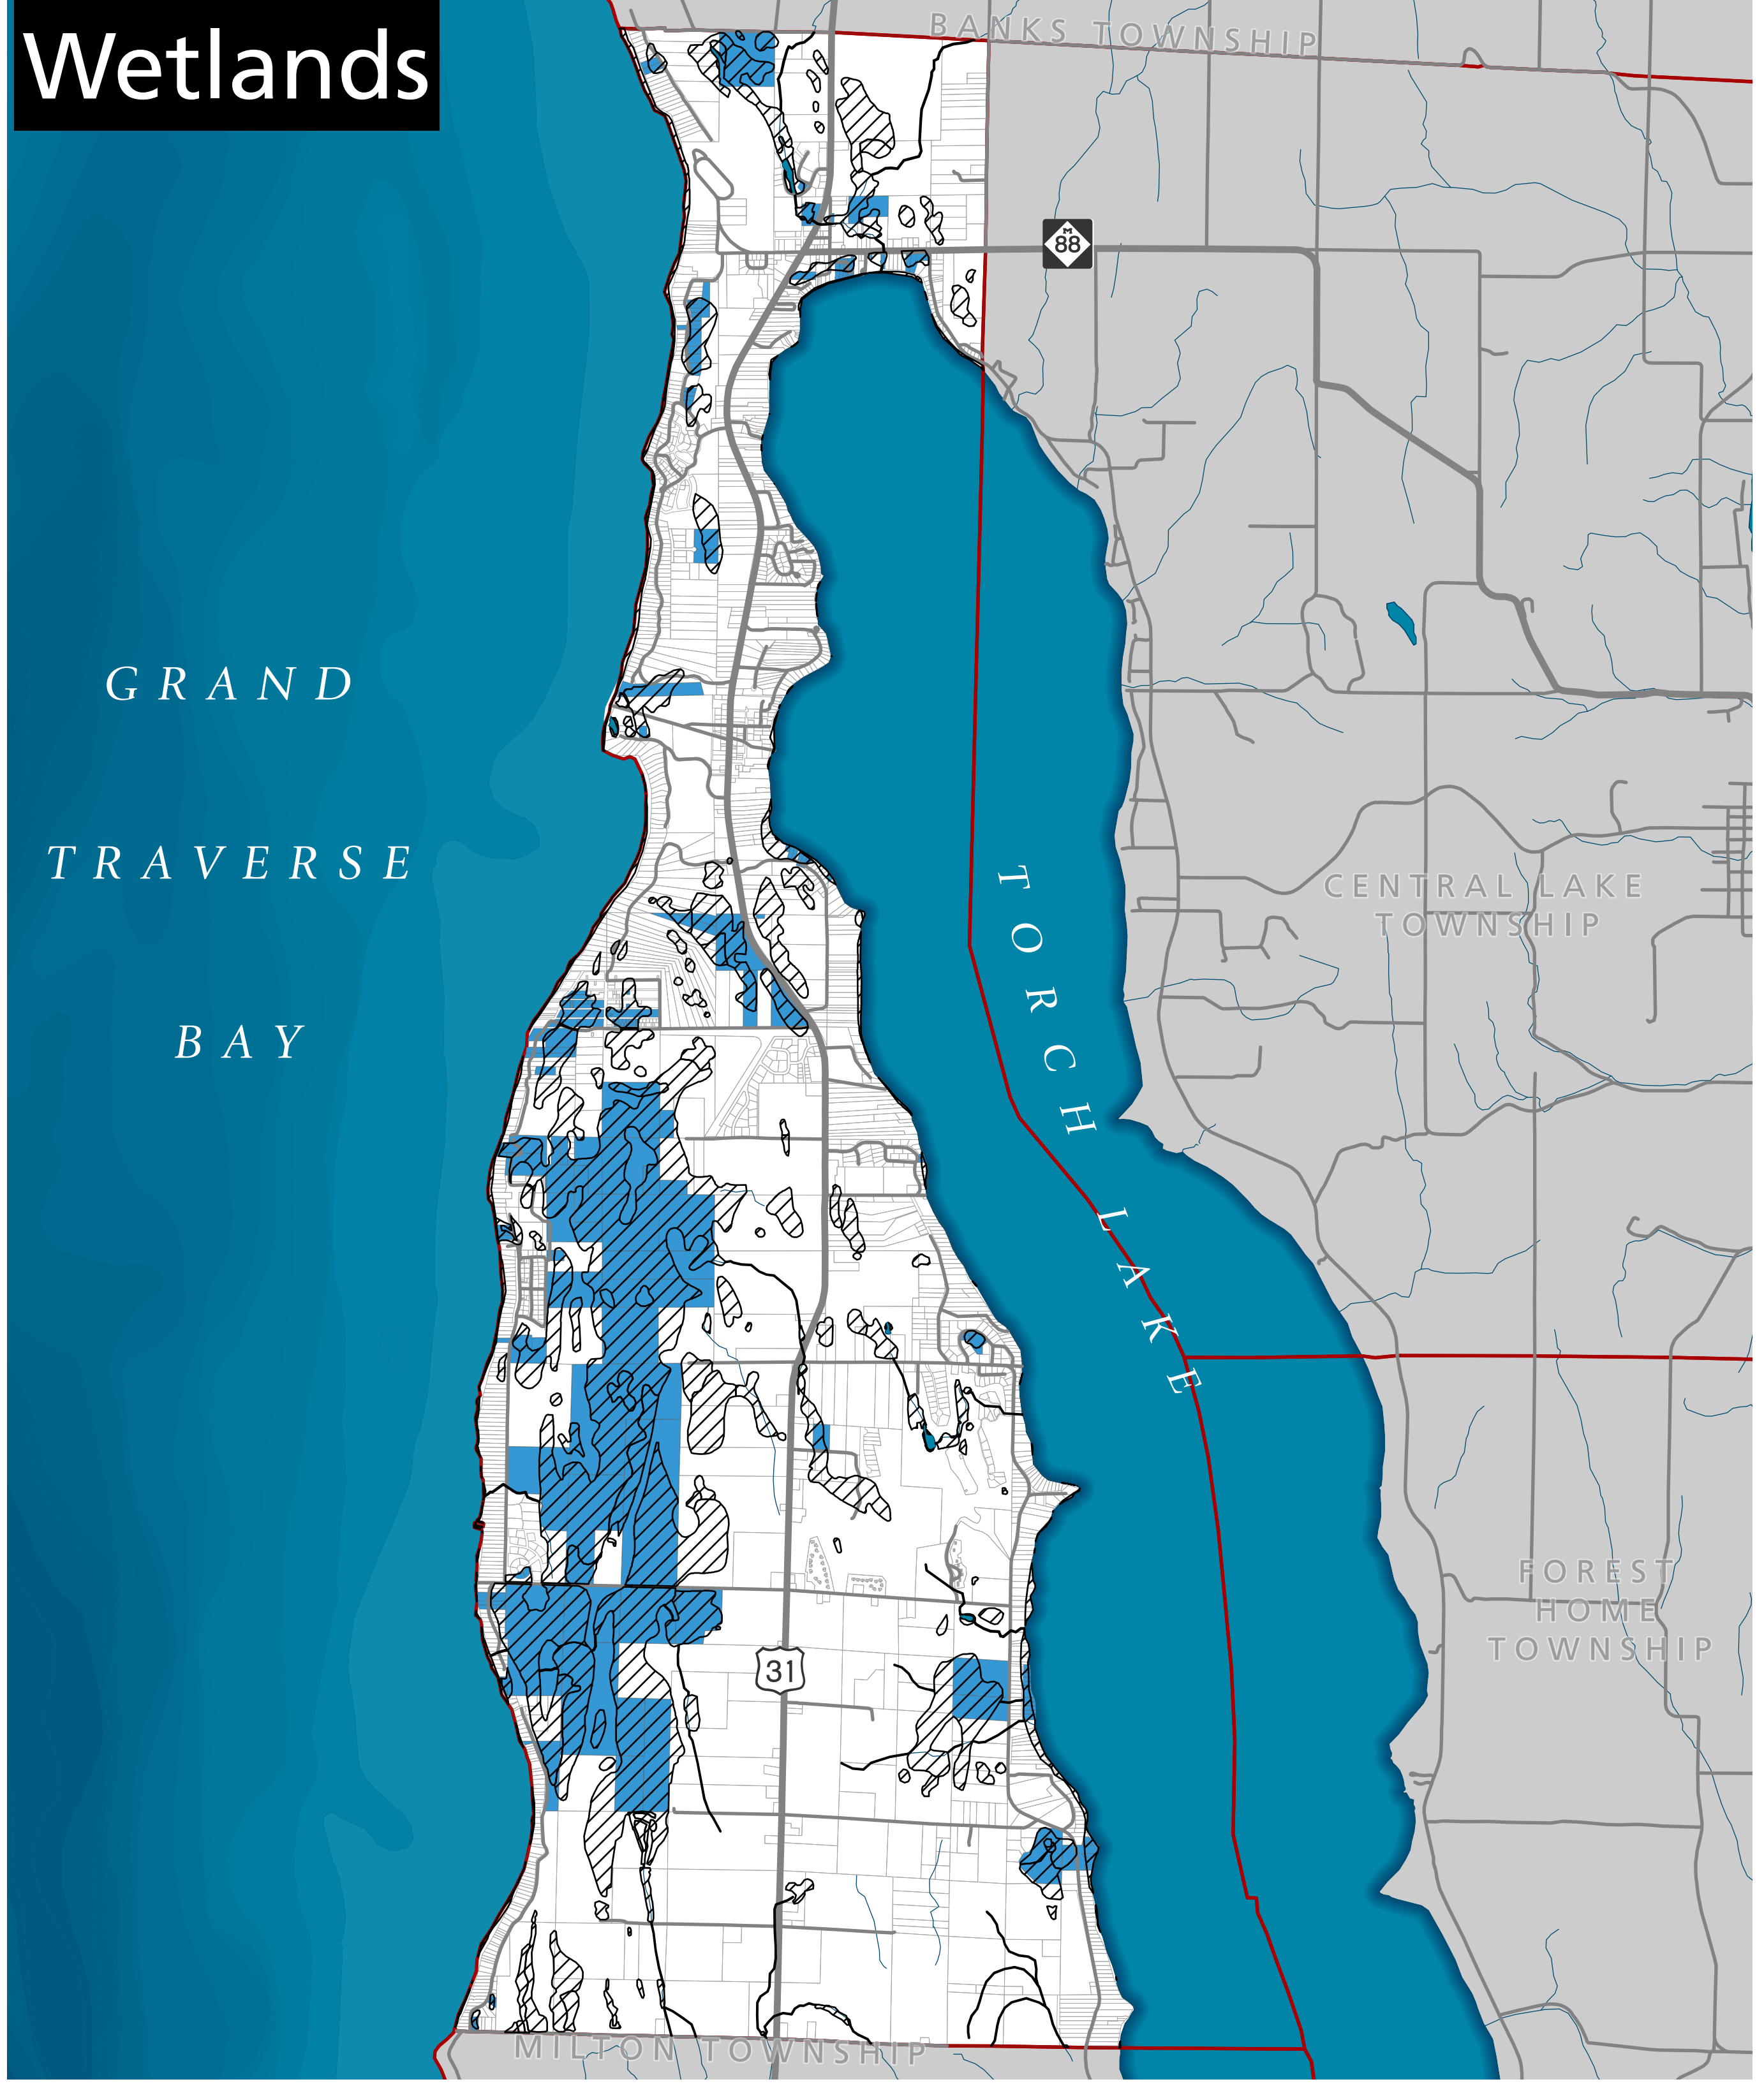 Wetlands
BANKS TOWNSHIP
M
88
GRAND
TRAVERSE
BAY
TORCH LAKE
CENTRAL LAKE
TOWNSHIP
FOREST
HOME
TOWNSHIP
31
MILTON TOWNSHIP